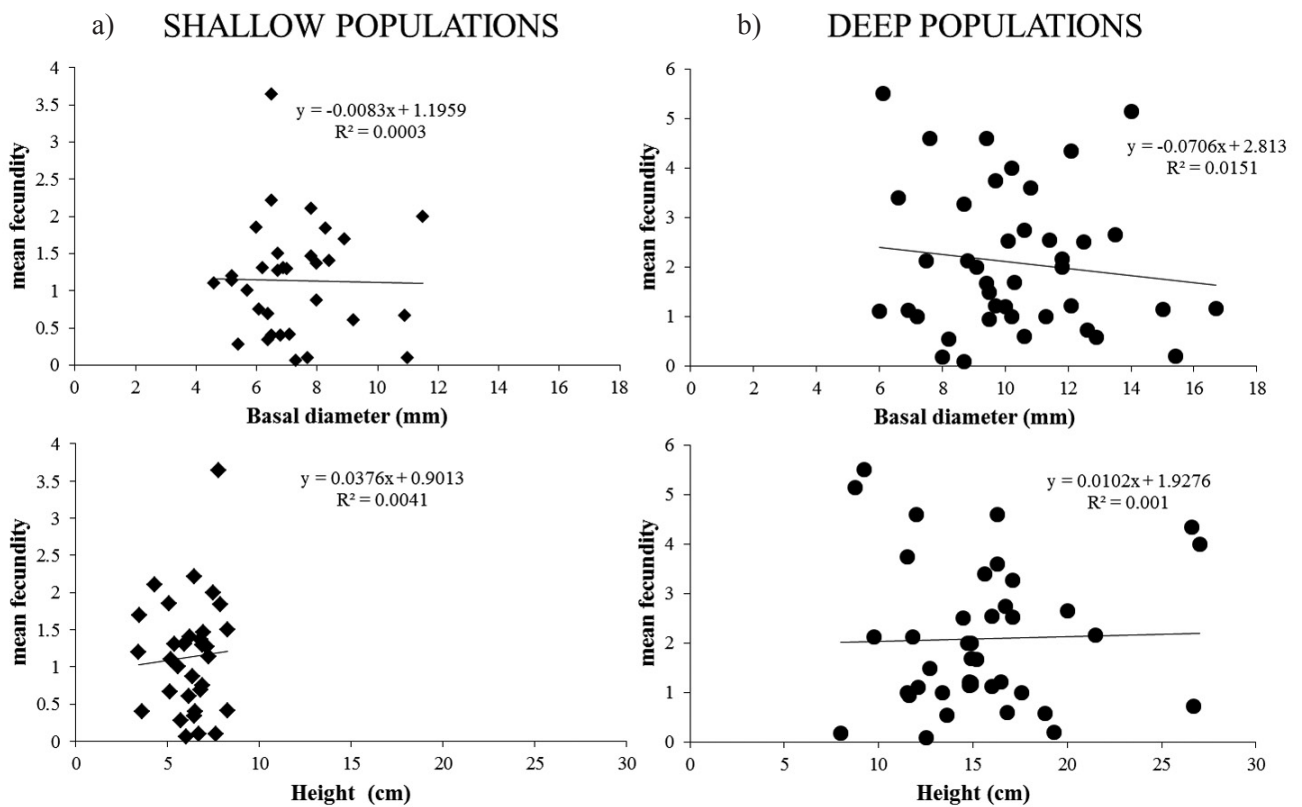 a) SHALLOW POPULATIONS
b) DEEP POPULATIONS
mean fecundity
4
3.5
3
2.5
2
1.5
1
0.5
0
y = -0.0083x + 1.1959
R² = 0.0003
0 2 4 6 8 10 12 14 16 18
Basal diameter (mm)
mean fecundity
6
5
4
3
2
1
0
y = -0.0706x + 2.813
R² = 0.0151
0 2 4 6 8 10 12 14 16 18
Basal diameter (mm)
mean fecundity
4
3.5
3
2.5
2
1.5
1
0.5
0
y = 0.0376x + 0.9013
R² = 0.0041
0 5 10 15 20 25 30
Height (cm)
mean fecundity
6
5
4
3
2
1
0
y = 0.0102x + 1.9276
R² = 0.001
0 5 10 15 20 25 30
Height (cm)